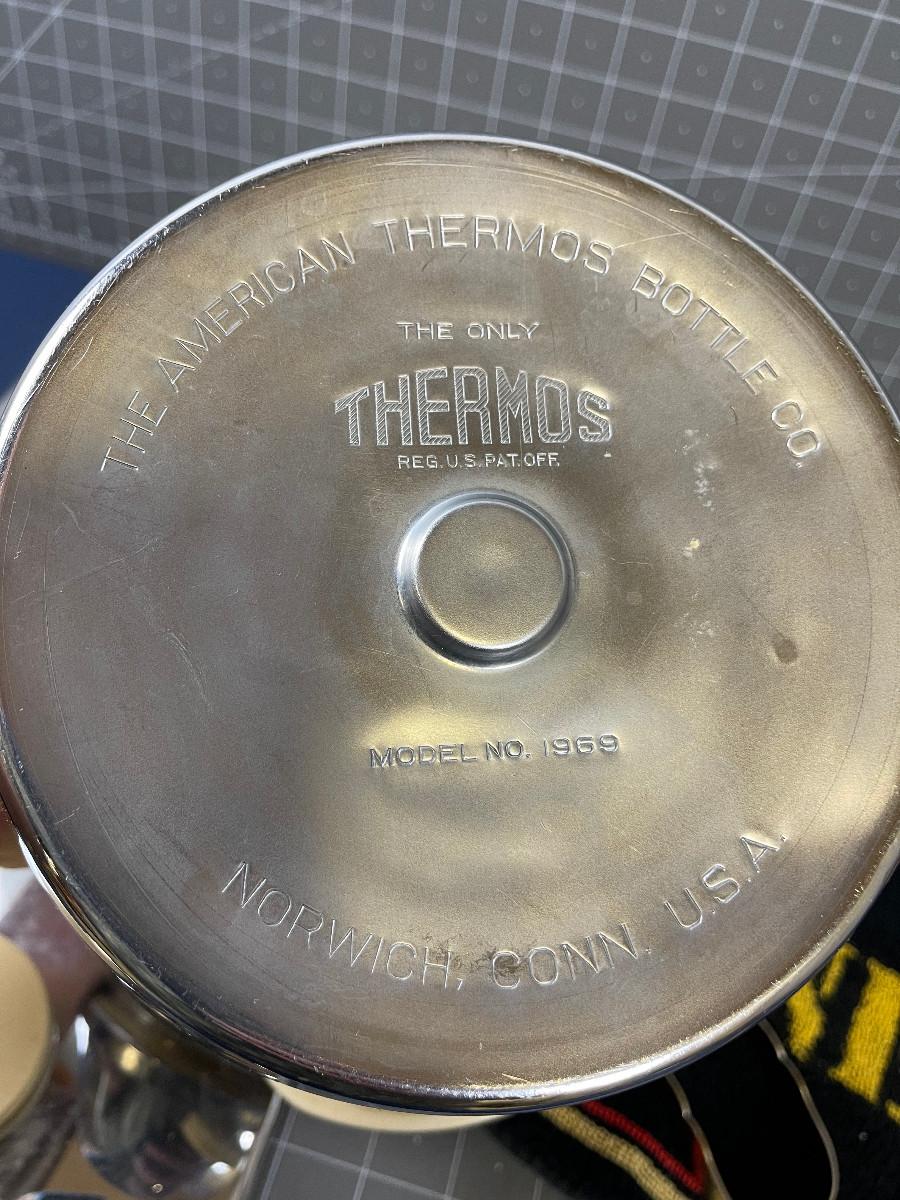 THE AMERICAN THERMOS BOTTLE CO.
THE ONLY
THERMOS
REG. U.S. PAT. OFF.
MODEL NO. 1969
NORWICH, CONN. U.S.A.